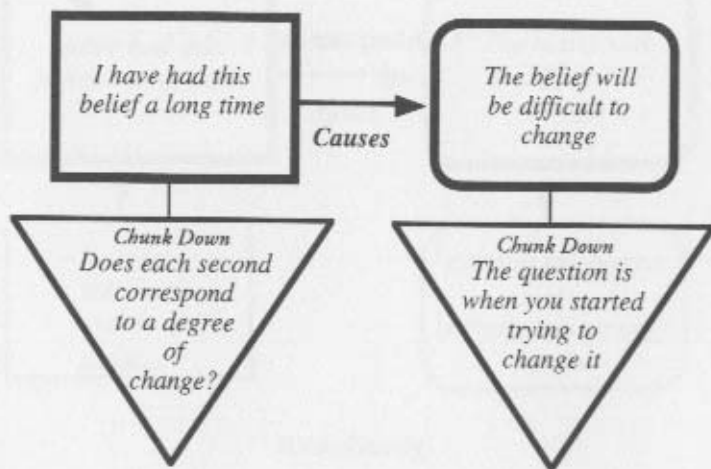 I have had this
belief a long time
Causes
The belief will
be difficult to
change
Chunk Down
Does each second
correspond
to a degree
of
change?
Chunk Down
The question is
when you started
trying to
change it